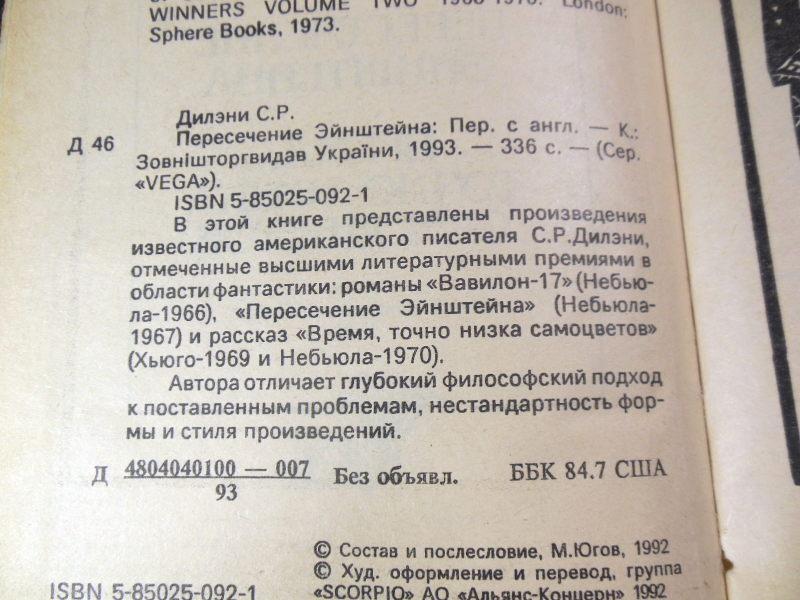 WINNERS VOLUME TWO 1966-1970. London:
Sphere Books, 1973.
Дилэни С.Р.
Д 46 Пересечение Эйнштейна: Пер. с англ. — К.:
Зовнішторгвидав України, 1993. — 336 с. — (Сер.
«VEGA»).
ISBN 5-85025-092-1
В этой книге представлены произведения
известного американского писателя С.Р.Дилэни,
отмеченные высшими литературными премиями в
области фантастики: романы «Вавилон-17» (Небью-
ла-1966), «Пересечение Эйнштейна» (Небьюла-
1967) и рассказ «Время, точно низка самоцветов»
(Хьюго-1969 и Небьюла-1970).
Автора отличает глубокий философский подход
к поставленным проблемам, нестандартность фор-
мы и стиля произведений.
Д 4804040100 — 007 Без объявл. ББК 84.7 США
93
© Состав и послесловие, М.Югов, 1992
© Худ. оформление и перевод, группа
ISBN 5-85025-092-1 «SCORPIO» АО «Альянс-Концерн» 1992